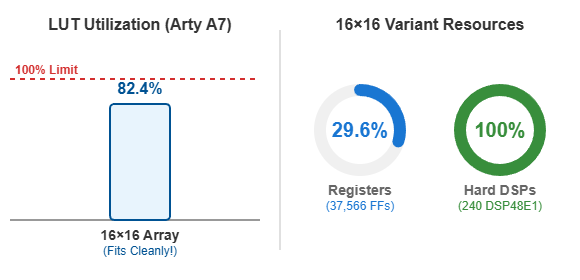 LUT Utilization (Arty A7)
100% Limit
82.4%
16×16 Array
(Fits Cleanly!)
16×16 Variant Resources
29.6%
Registers
(37,566 FFs)
100%
Hard DSPs
(240 DSP48E1)